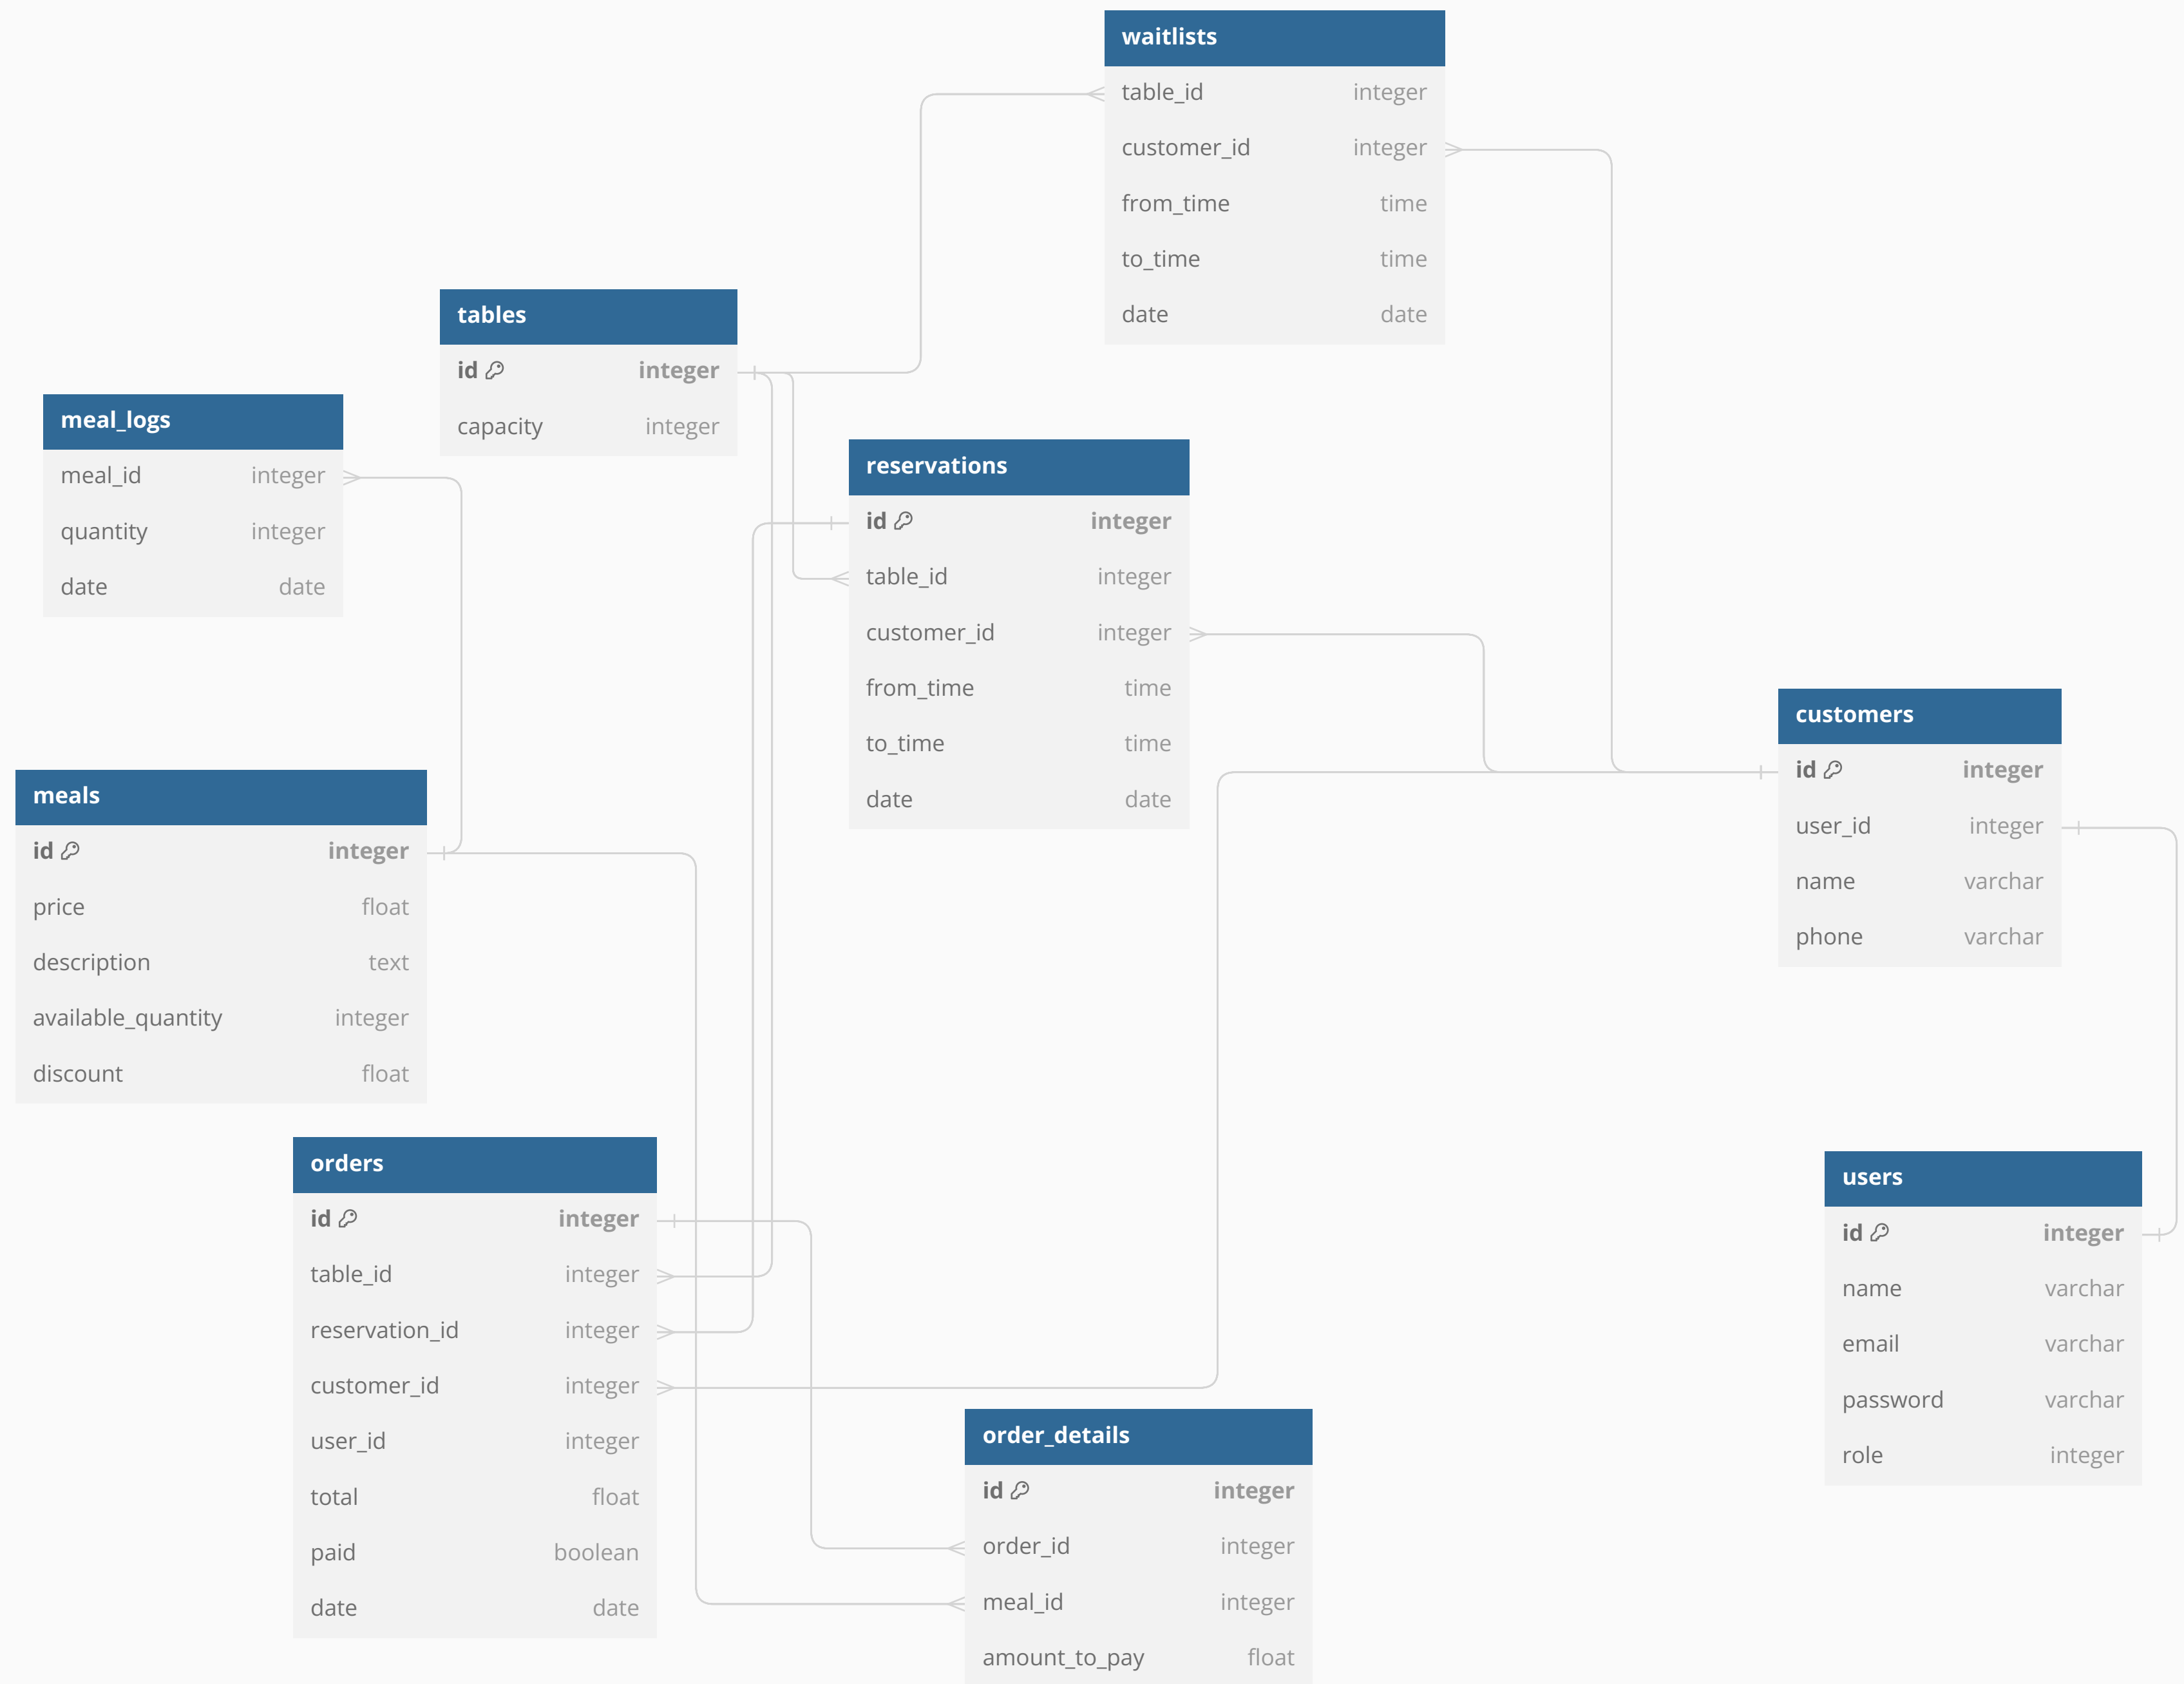 waitlists
table_id integer
customer_id integer
from_time time
to_time time
date date
tables
id integer
capacity integer
meal_logs
meal_id integer
quantity integer
date date
reservations
id integer
table_id integer
customer_id integer
from_time time
to_time time
date date
customers
id integer
user_id integer
name varchar
phone varchar
meals
id integer
price float
description text
available_quantity integer
discount float
orders
id integer
table_id integer
reservation_id integer
customer_id integer
user_id integer
total float
paid boolean
date date
users
id integer
name varchar
email varchar
password varchar
role integer
order_details
id integer
order_id integer
meal_id integer
amount_to_pay float